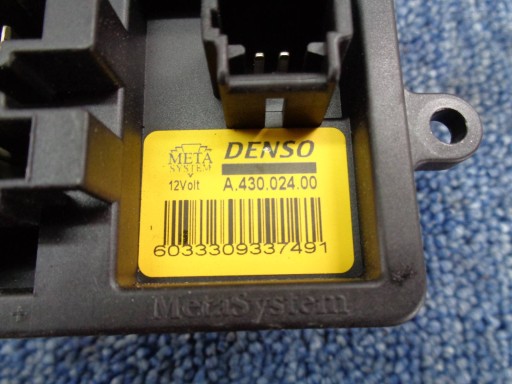 META
SYSTEM
DENSO
12Volt
A.430.024.00
6033309337491
MetaSystem